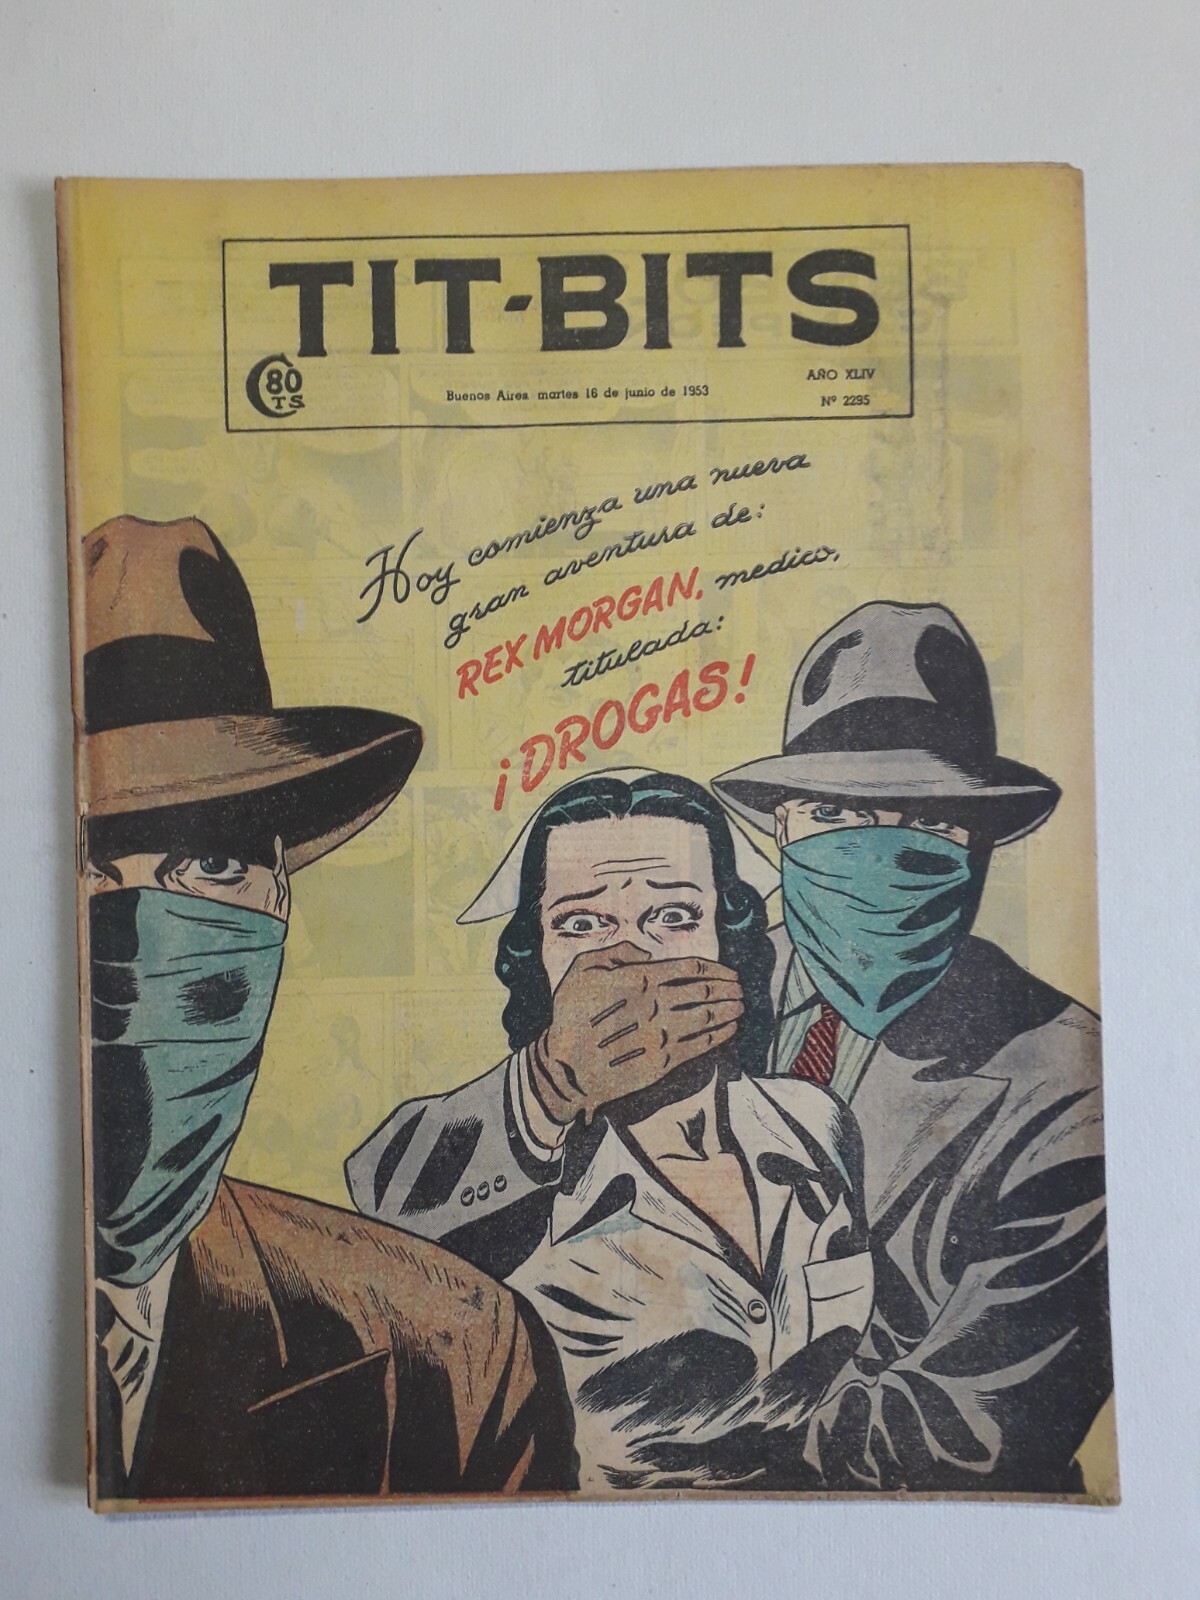 TIT-BITS
80
CTS
Buenos Aires, martes 16 de junio de 1953
AÑO XLIV
Nº 2295
Hoy comienza una nueva
gran aventura de:
REX MORGAN, medico,
titulada:
¡DROGAS!